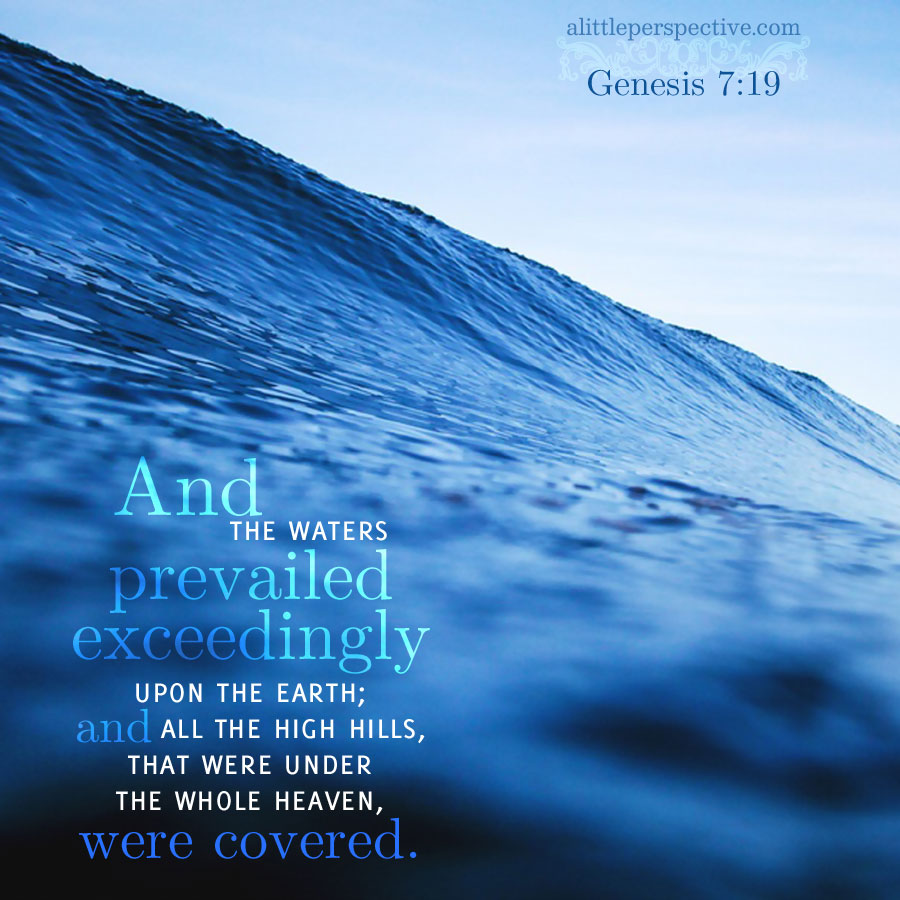 alittleperspective.com
Genesis 7:19
And
THE WATERS
prevailed
exceedingly
UPON THE EARTH;
and ALL THE HIGH HILLS,
THAT WERE UNDER
THE WHOLE HEAVEN,
were covered.